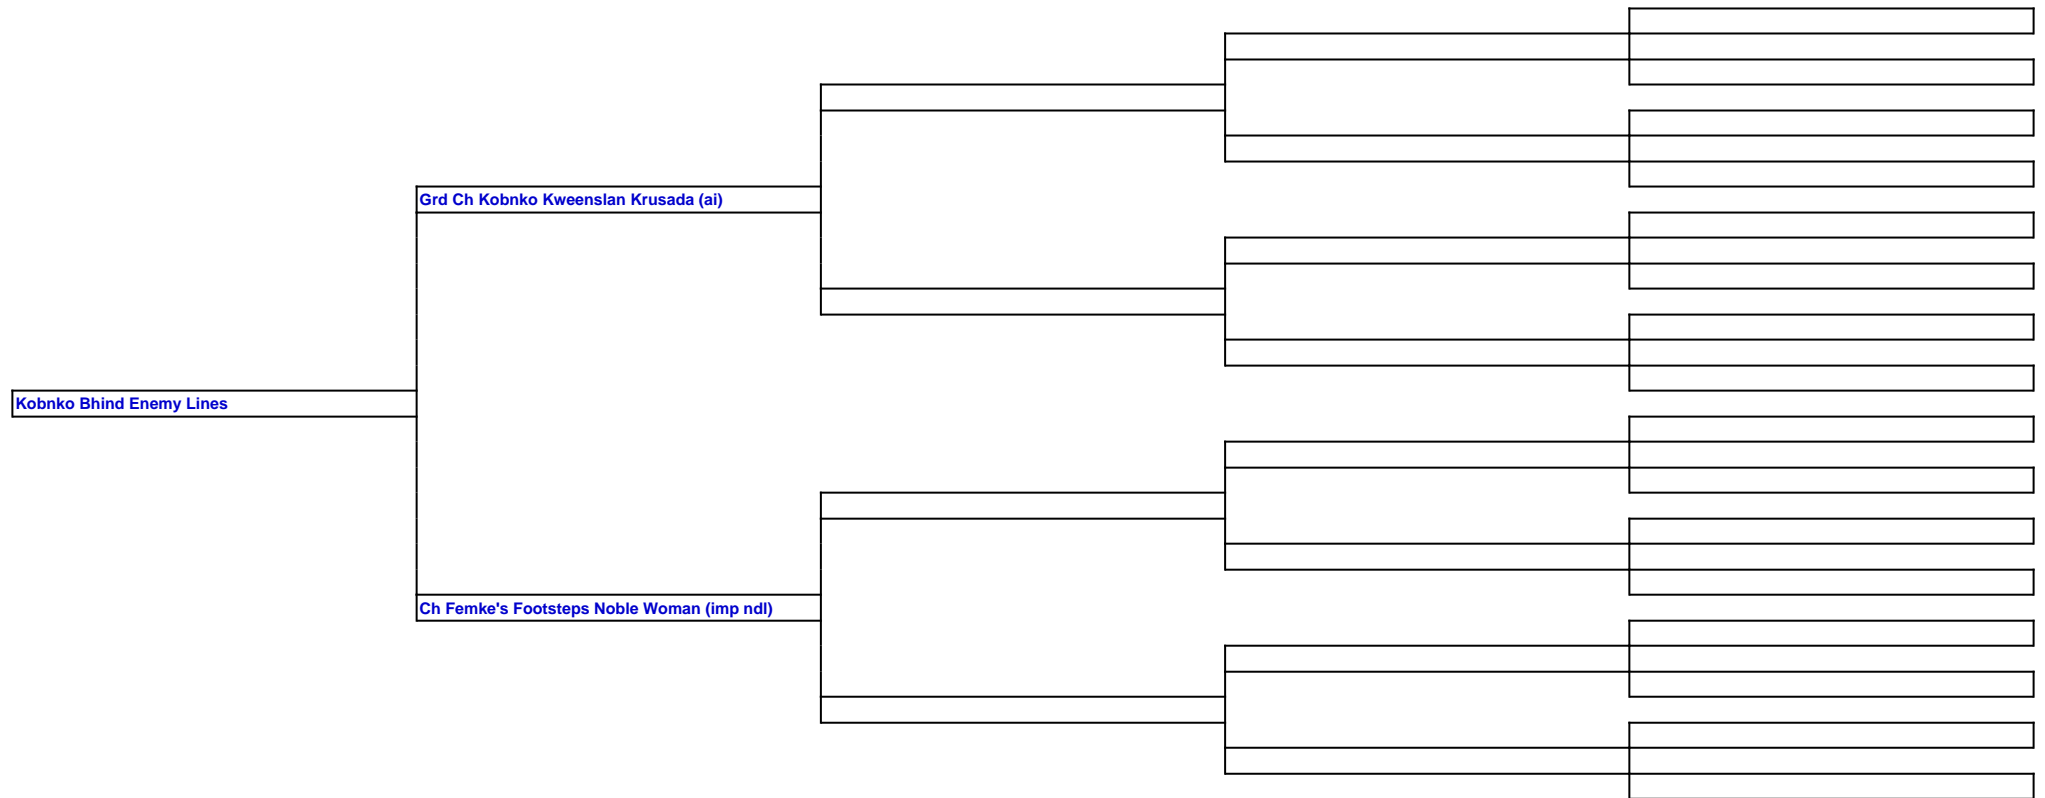 Grd Ch Kobnko Kweenslan Krusada (ai)
Kobnko Bhind Enemy Lines
Ch Femke's Footsteps Noble Woman (imp ndl)